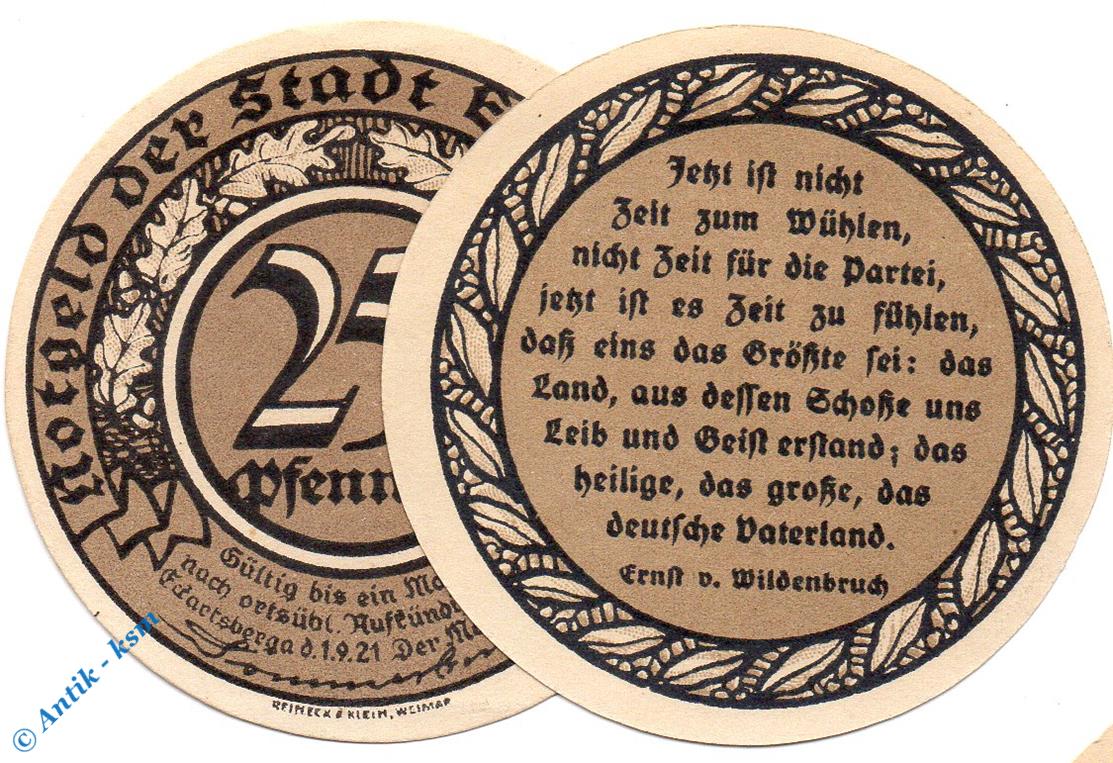 Notgeld der Stadt E
25
Pfenn
Gültig bis ein Mo
nach ortsübl. Aufkünd
Eckartsberga d.1.9.21 Der Ma
REINECK & KLEIN, WEIMAR
Jetzt ist nicht
Zeit zum Wühlen,
nicht Zeit für die Partei,
jetzt ist es Zeit zu fühlen,
daß eins das Größte sei: das
Land, aus dessen Schoße uns
Leib und Geist erstand; das
heilige, das große, das
deutsche Vaterland.
Ernst v. Wildenbruch
© Antik - ksm